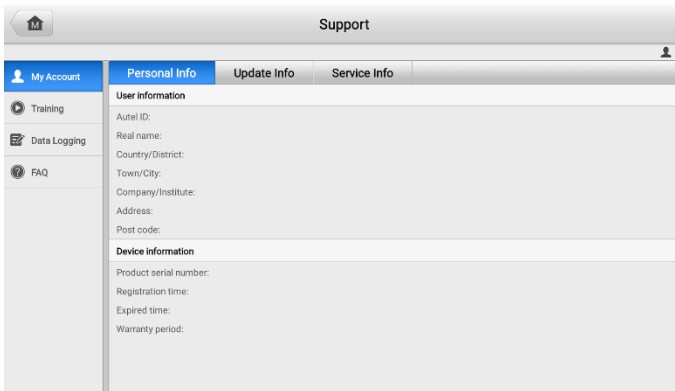 M
Support
My Account
Training
Data Logging
FAQ
Personal Info Update Info Service Info
User information
Autel ID:
Real name:
Country/District:
Town/City:
Company/Institute:
Address:
Post code:
Device information
Product serial number:
Registration time:
Expired time:
Warranty period: